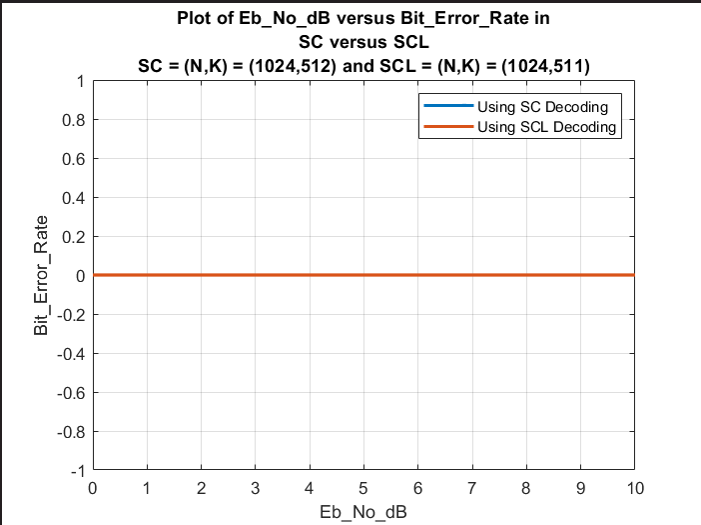 Plot of Eb_No_dB versus Bit_Error_Rate in
SC versus SCL
SC = (N,K) = (1024,512) and SCL = (N,K) = (1024,511)
Using SC Decoding
Using SCL Decoding
Bit_Error_Rate
1
0.8
0.6
0.4
0.2
0
-0.2
-0.4
-0.6
-0.8
-1
0 1 2 3 4 5 6 7 8 9 10
Eb_No_dB